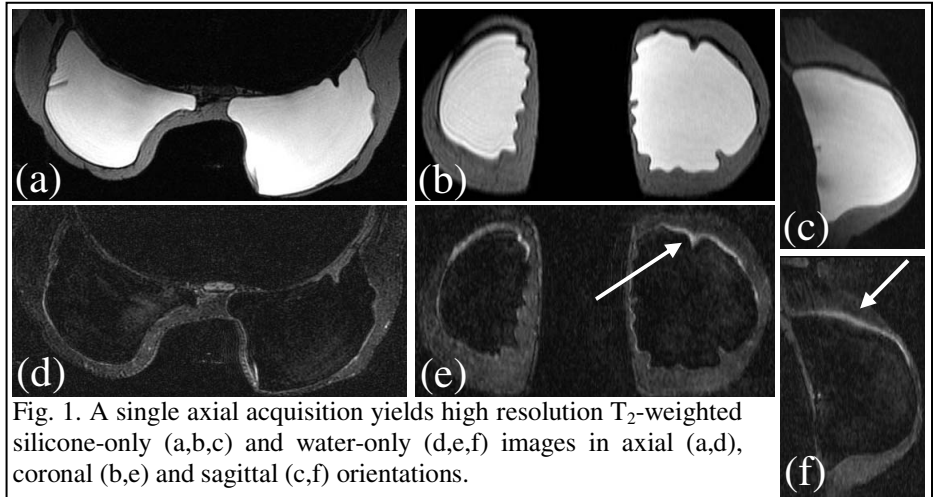 (a)
(b)
(c)
(d)
(e)
(f)
Fig. 1. A single axial acquisition yields high resolution T₂-weighted
silicone-only (a,b,c) and water-only (d,e,f) images in axial (a,d),
coronal (b,e) and sagittal (c,f) orientations.